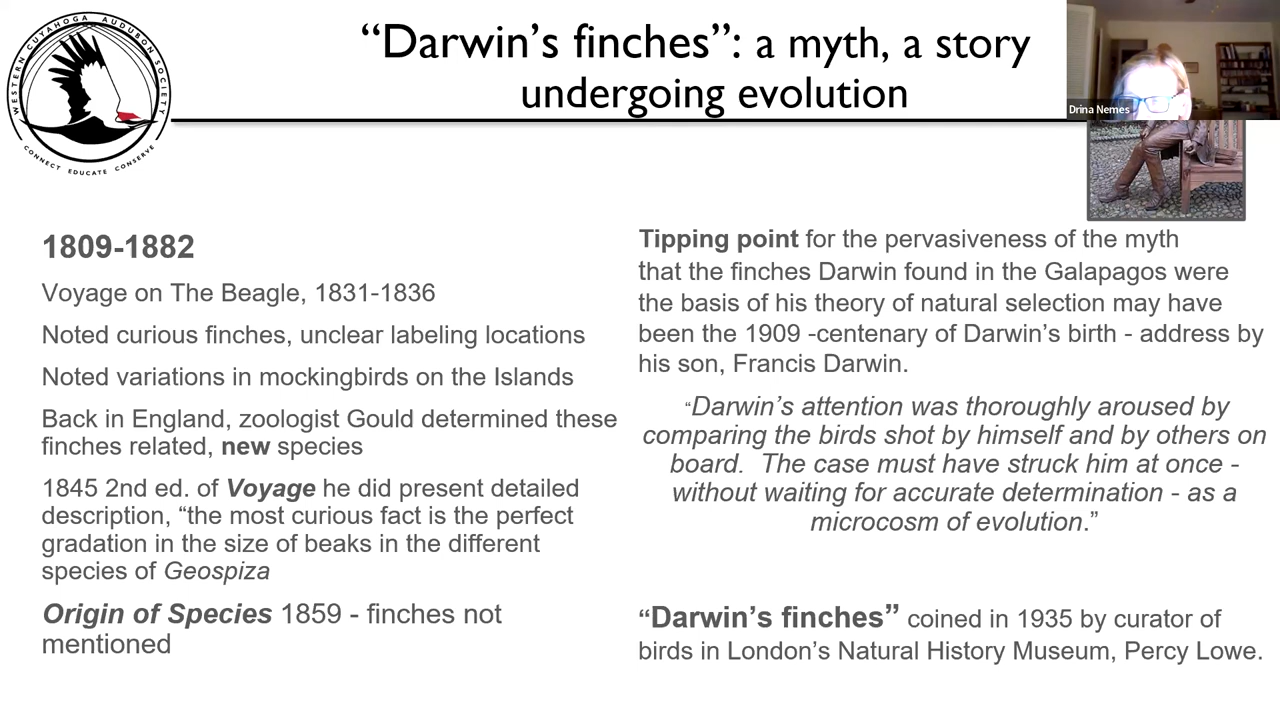 WESTERN CUYAHOGA AUDUBON SOCIETY
CONNECT EDUCATE CONSERVE
“Darwin’s finches”: a myth, a story
undergoing evolution
Drina Nemes
1809-1882
Voyage on The Beagle, 1831-1836
Noted curious finches, unclear labeling locations
Noted variations in mockingbirds on the Islands
Back in England, zoologist Gould determined these
finches related, new species
1845 2nd ed. of Voyage he did present detailed
description, “the most curious fact is the perfect
gradation in the size of beaks in the different
species of Geospiza
Origin of Species 1859 - finches not
mentioned
Tipping point for the pervasiveness of the myth
that the finches Darwin found in the Galapagos were
the basis of his theory of natural selection may have
been the 1909 -centenary of Darwin’s birth - address by
his son, Francis Darwin.
“Darwin’s attention was thoroughly aroused by
comparing the birds shot by himself and by others on
board. The case must have struck him at once -
without waiting for accurate determination - as a
microcosm of evolution.”
“Darwin’s finches” coined in 1935 by curator of
birds in London’s Natural History Museum, Percy Lowe.